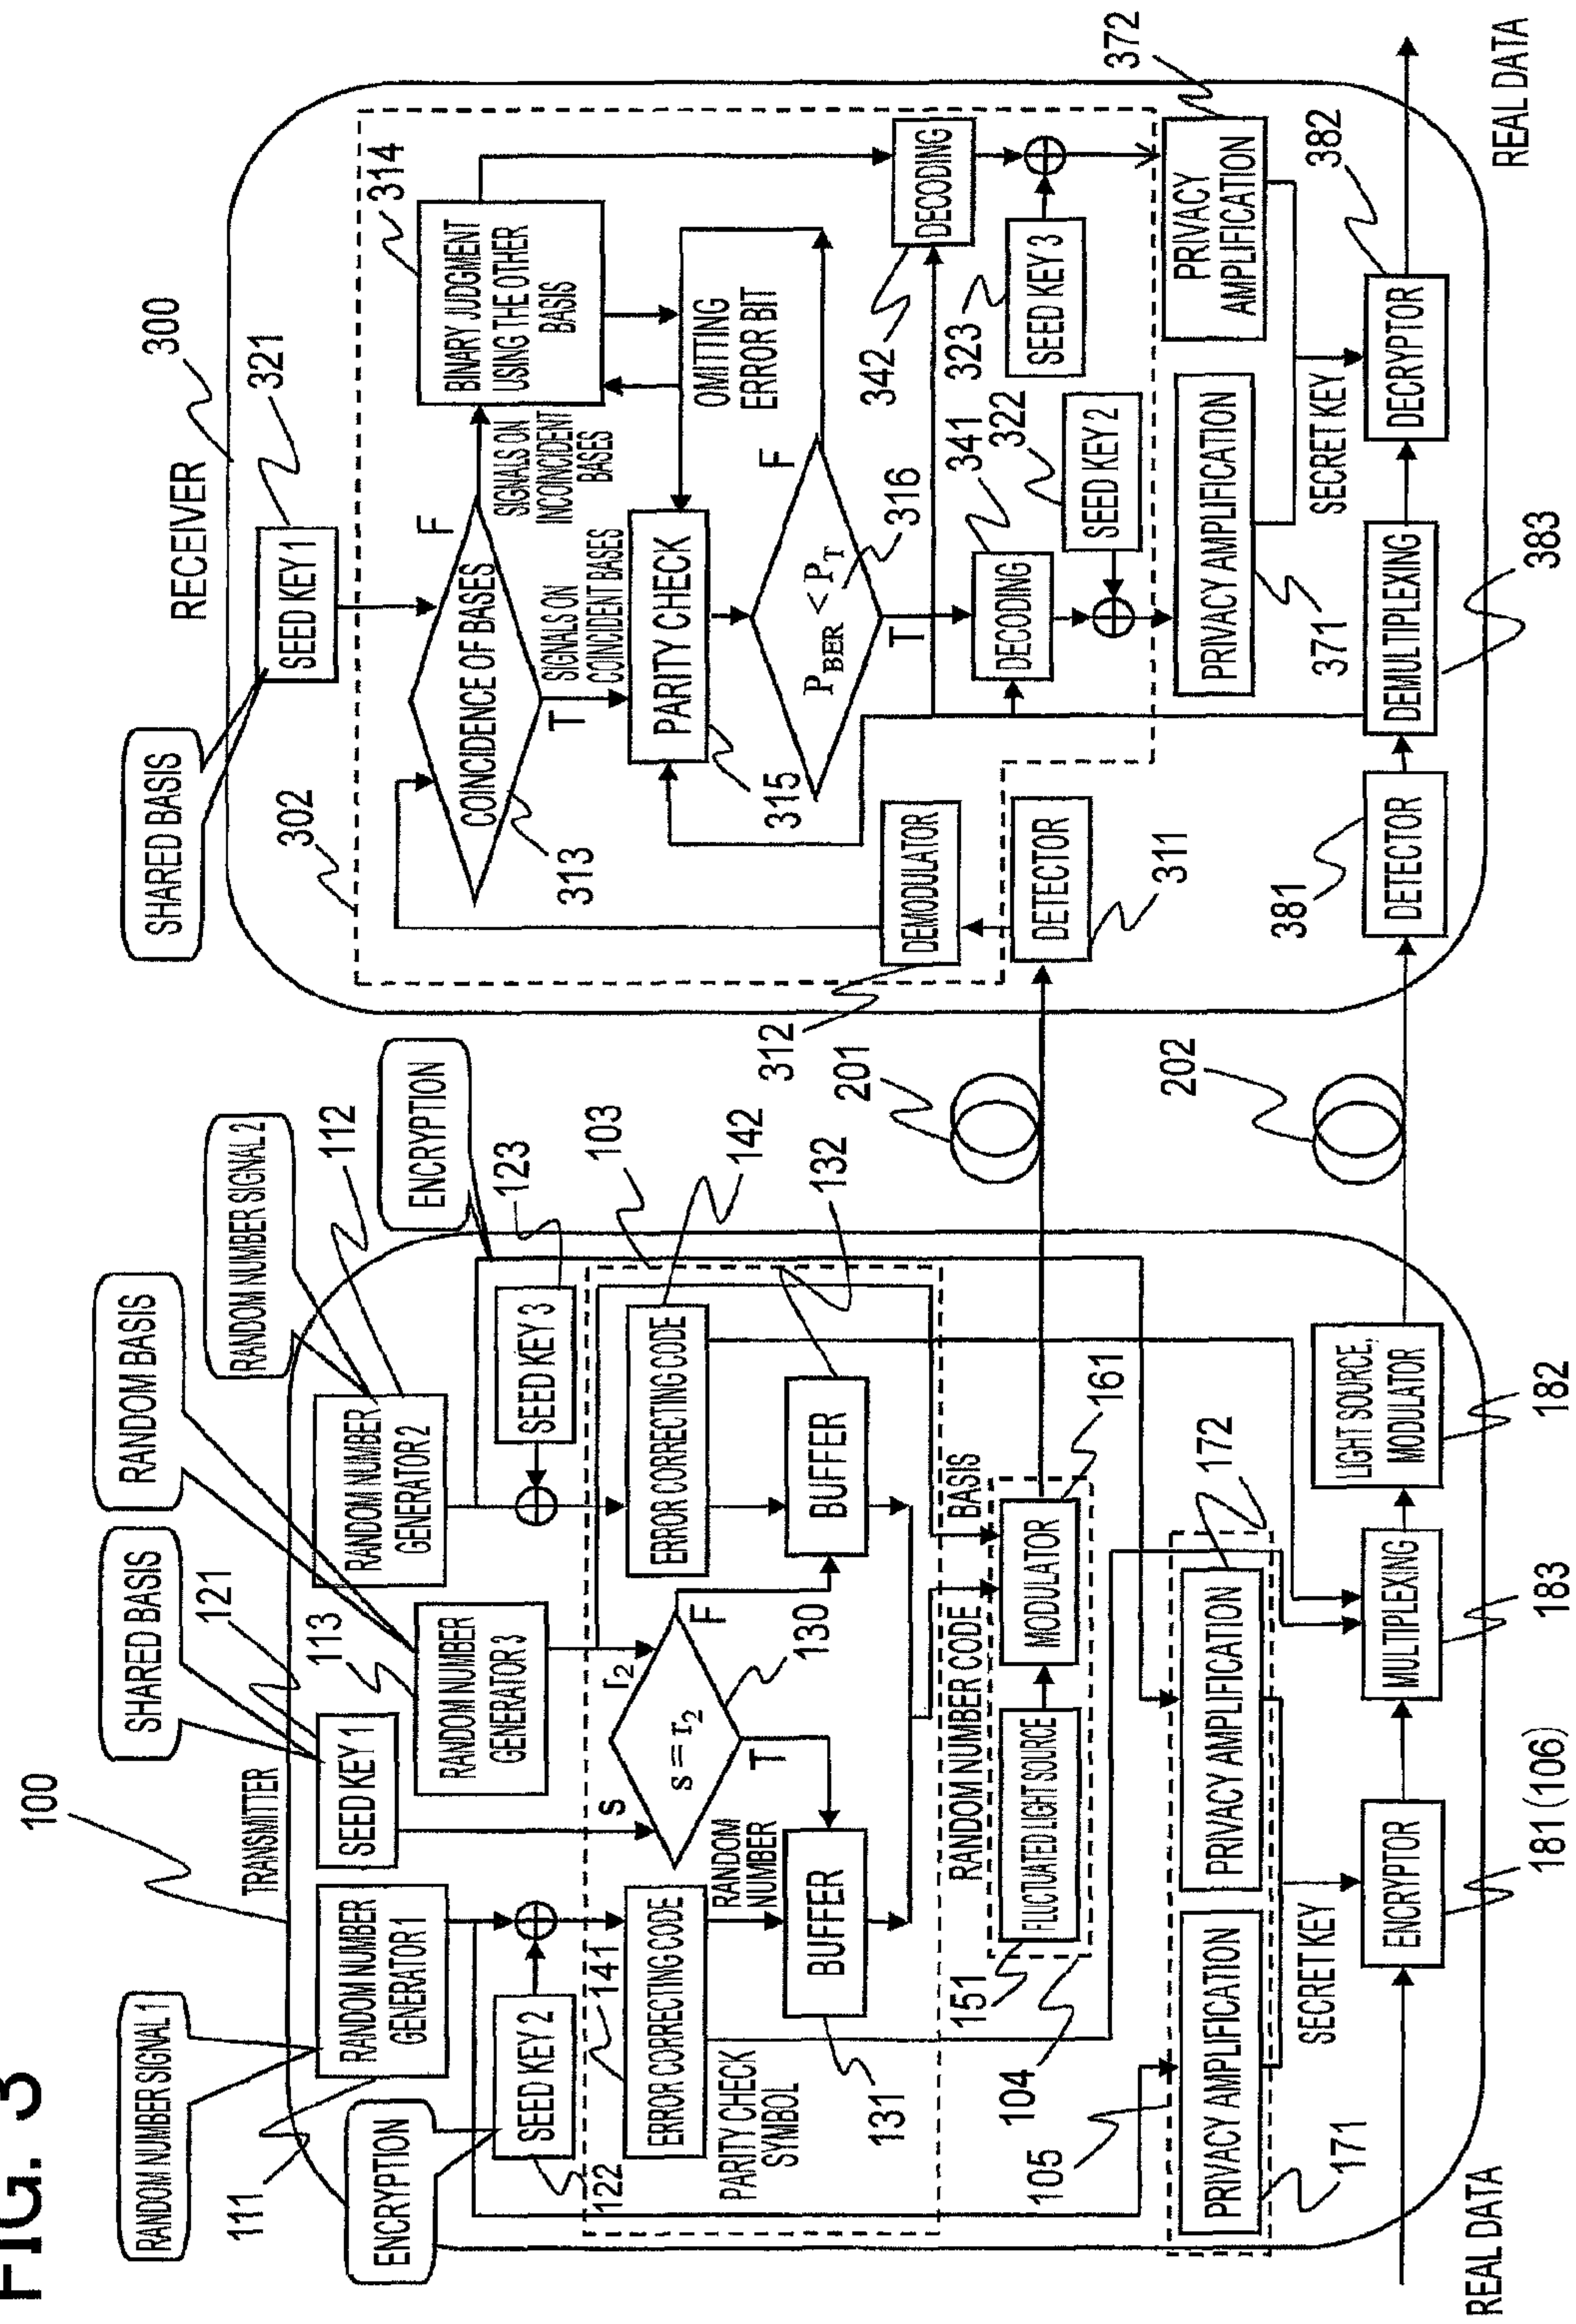 FIG. 3
100
TRANSMITTER
RANDOM NUMBER SIGNAL 1
111
RANDOM NUMBER
GENERATOR 1
ENCRYPTION
SEED KEY 2
122
SHARED BASIS
121
SEED KEY 1
RANDOM BASIS
113
RANDOM NUMBER
GENERATOR 3
RANDOM NUMBER SIGNAL 2
112
RANDOM NUMBER
GENERATOR 2
ENCRYPTION
123
SEED KEY 3
103
141
ERROR CORRECTING CODE
PARITY CHECK
SYMBOL
RANDOM
NUMBER
s
r2
s = r2
T
F
130
142
ERROR CORRECTING CODE
132
BUFFER
BUFFER
131
RANDOM NUMBER CODE
BASIS
151
FLUCTUATED LIGHT SOURCE
MODULATOR
161
104
105
PRIVACY AMPLIFICATION
171
PRIVACY AMPLIFICATION
172
SECRET KEY
REAL DATA
ENCRYPTOR
181 (106)
MULTIPLEXING
183
LIGHT SOURCE,
MODULATOR
182
201
202
RECEIVER
300
SHARED BASIS
SEED KEY 1
321
302
COINCIDENCE OF BASES
313
F
T
SIGNALS ON
INCOINCIDENT
BASES
SIGNALS ON
COINCIDENT BASES
314
BINARY JUDGMENT
USING THE OTHER
BASIS
PARITY CHECK
315
OMITTING
ERROR BIT
PBER < PT
316
F
T
DEMODULATOR
312
DETECTOR
311
DECODING
341
SEED KEY 2
322
DECODING
342
SEED KEY 3
323
PRIVACY AMPLIFICATION
371
PRIVACY
AMPLIFICATION
372
SECRET KEY
DETECTOR
381
DEMULTIPLEXING
383
DECRYPTOR
382
REAL DATA